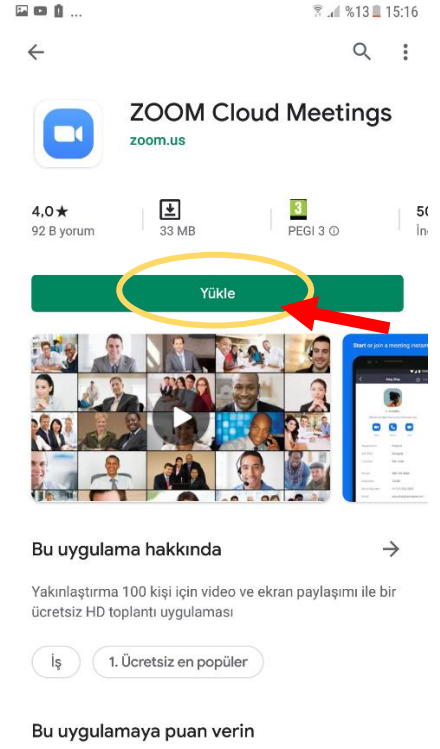 ... %13 15:16
ZOOM Cloud Meetings
zoom.us
4,0★ 3 50
92 B yorum 33 MB PEGI 3 İn
Yükle
Start or join a meeting instan
Bu uygulama hakkında
Yakınlaştırma 100 kişi için video ve ekran paylaşımı ile bir
ücretsiz HD toplantı uygulaması
İş 1. Ücretsiz en popüler
Bu uygulamaya puan verin